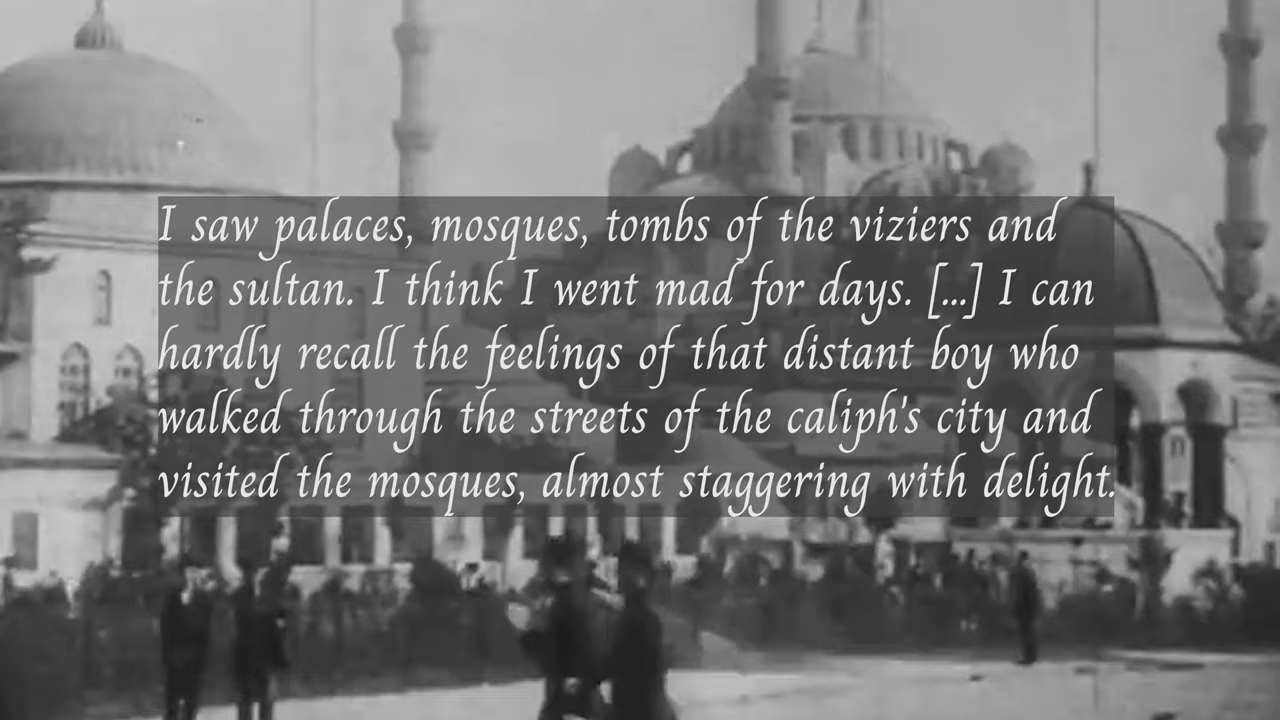 I saw palaces, mosques, tombs of the viziers and
the sultan. I think I went mad for days. [...] I can
hardly recall the feelings of that distant boy who
walked through the streets of the caliph's city and
visited the mosques, almost staggering with delight.